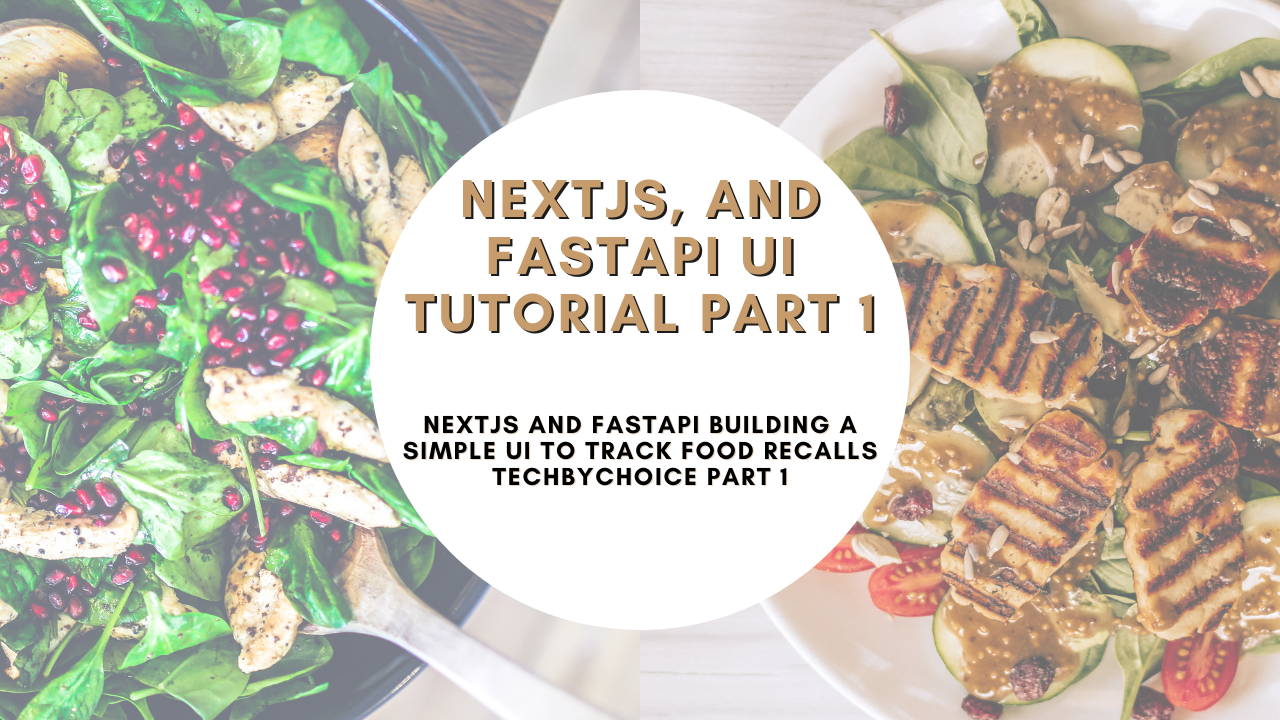 NEXTJS, AND
FASTAPI UI
TUTORIAL PART 1
NEXTJS AND FASTAPI BUILDING A
SIMPLE UI TO TRACK FOOD RECALLS
TECHBYCHOICE PART 1